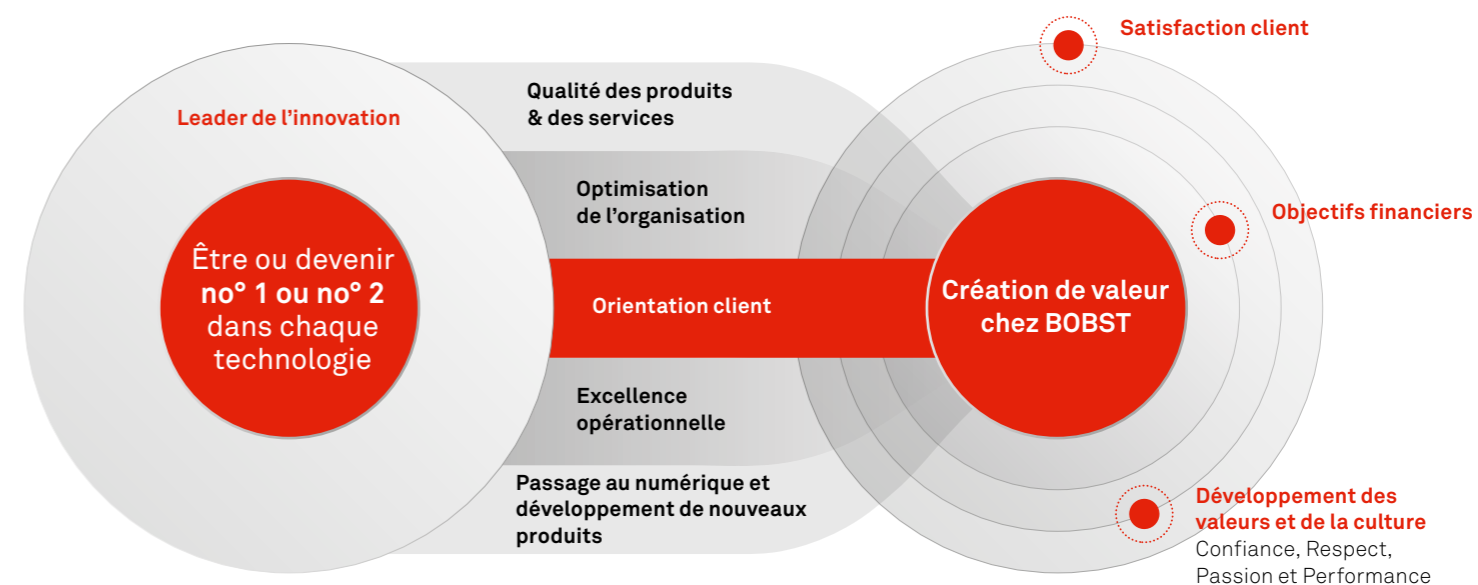 Leader de l’innovation
Être ou devenir
no° 1 ou no° 2
dans chaque
technologie
Qualité des produits
& des services
Optimisation
de l’organisation
Orientation client
Excellence
opérationnelle
Passage au numérique et
développement de nouveaux
produits
Création de valeur
chez BOBST
Satisfaction client
Objectifs financiers
Développement des
valeurs et de la culture
Confiance, Respect,
Passion et Performance